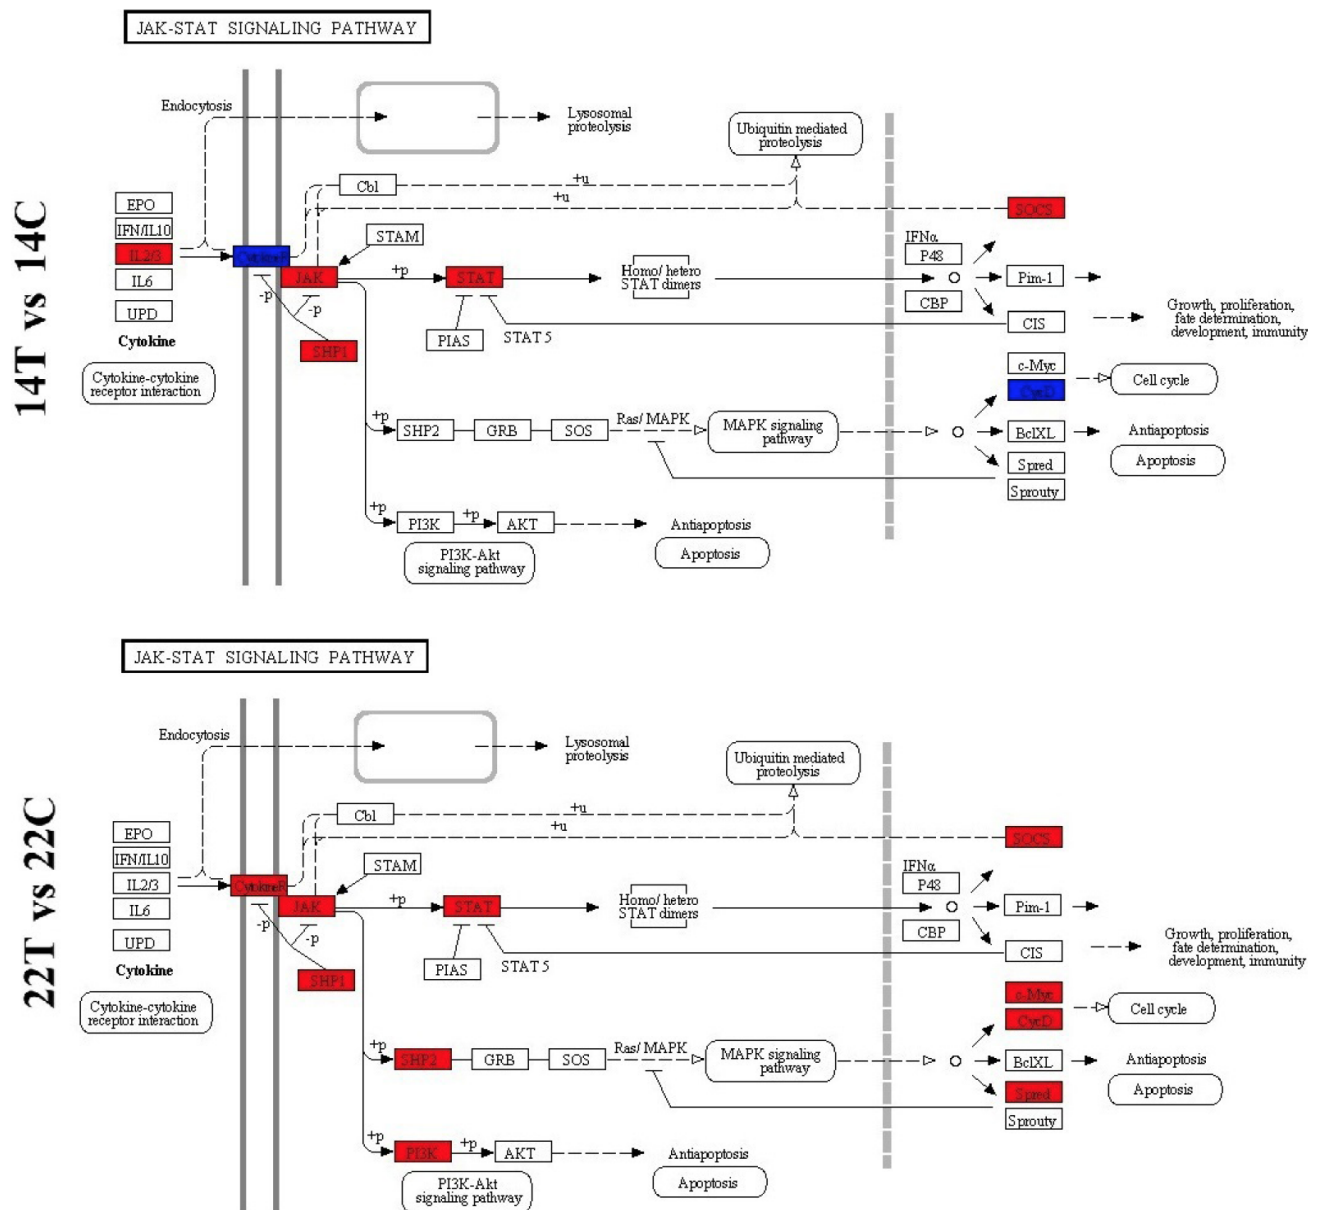 JAK-STAT SIGNALING PATHWAY
14T vs 14C
Endocytosis
Lysosomal
proteolysis
Ubiquitin mediated
proteolysis
Cbl
+u
+u
EPO
IFN/IL10
IL2/3
IL6
UPD
Cytokine
Cytokine-cytokine
receptor interaction
CytokineR
JAK
STAM
+p
STAT
-p
-p
SHP1
PIAS
STAT5
Homo/ hetero
STAT dimers
IFNα
P48
CBP
SOCS
Pim-1
CIS
Growth, proliferation,
fate determination,
development, immunity
c-Myc
CycD
Cell cycle
+p
SHP2
GRB
SOS
Ras/ MAPK
MAPK signaling
pathway
BclXL
Antiapoptosis
Apoptosis
Spred
Sprouty
+p
PI3K
+p
AKT
Antiapoptosis
Apoptosis
PI3K-Akt
signaling pathway
JAK-STAT SIGNALING PATHWAY
22T vs 22C
Endocytosis
Lysosomal
proteolysis
Ubiquitin mediated
proteolysis
Cbl
+u
+u
EPO
IFN/IL10
IL2/3
IL6
UPD
Cytokine
Cytokine-cytokine
receptor interaction
CytokineR
JAK
STAM
+p
STAT
-p
-p
SHP1
PIAS
STAT5
Homo/ hetero
STAT dimers
IFNα
P48
CBP
SOCS
Pim-1
CIS
Growth, proliferation,
fate determination,
development, immunity
c-Myc
CycD
Cell cycle
+p
SHP2
GRB
SOS
Ras/ MAPK
MAPK signaling
pathway
BclXL
Antiapoptosis
Apoptosis
Spred
Sprouty
+p
PI3K
+p
AKT
Antiapoptosis
Apoptosis
PI3K-Akt
signaling pathway